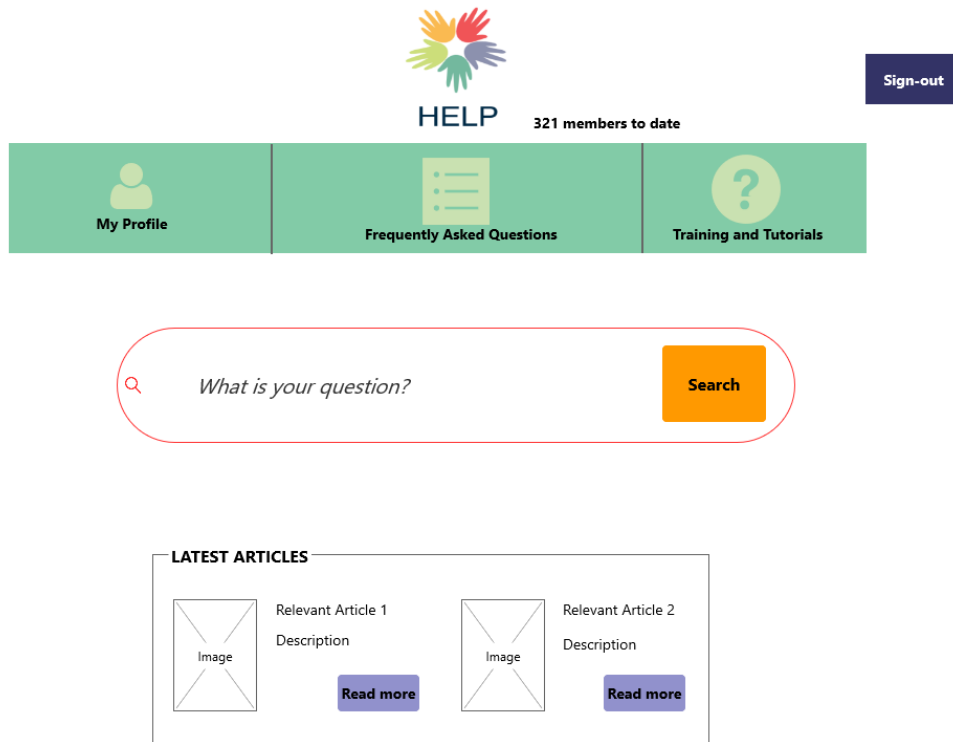 Sign-out
HELP
321 members to date
My Profile
Frequently Asked Questions
?
Training and Tutorials
What is your question?
Search
LATEST ARTICLES
Image
Relevant Article 1
Description
Read more
Image
Relevant Article 2
Description
Read more